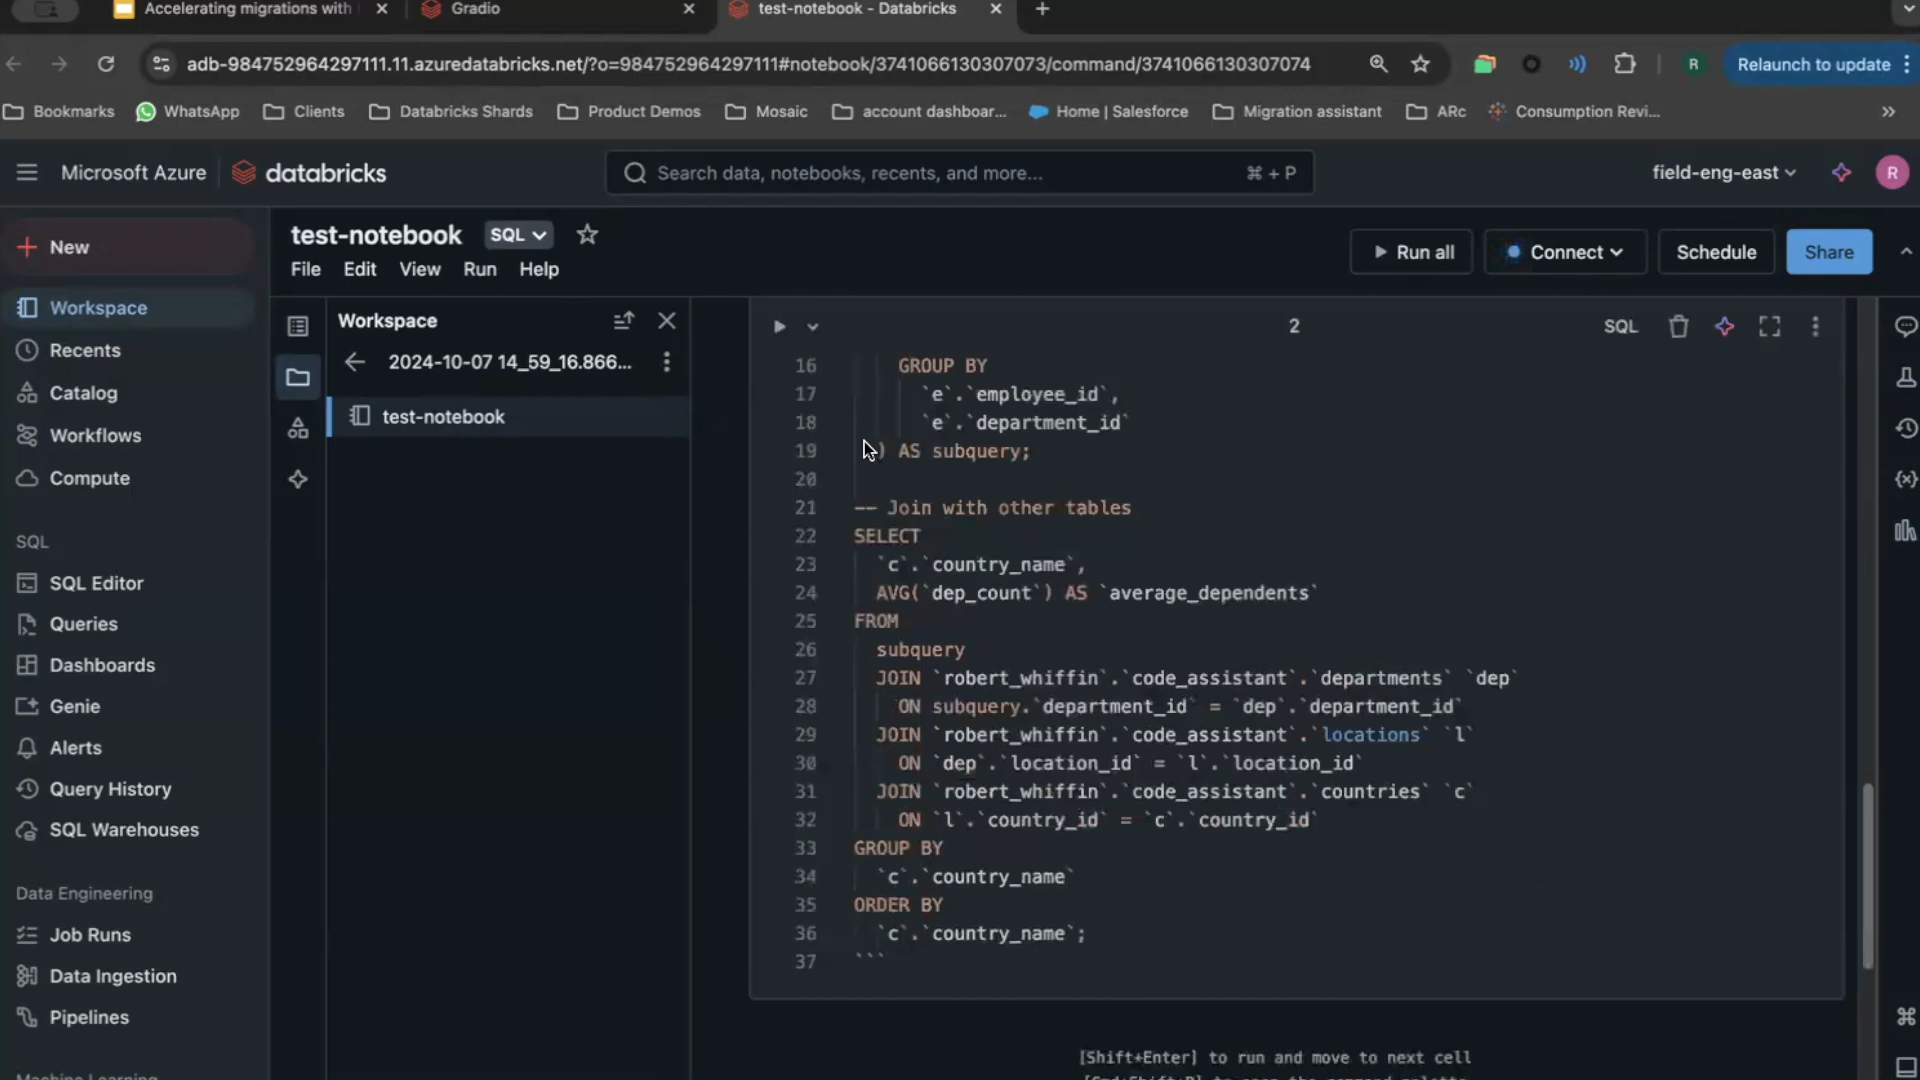 Accelerating migrations with
Gradio
test-notebook - Databricks
adb-984752964297111.11.azuredatabricks.net/?o=984752964297111#notebook/3741066130307073/command/3741066130307074
R
Relaunch to update
Bookmarks
WhatsApp
Clients
Databricks Shards
Product Demos
Mosaic
account dashboar...
Home | Salesforce
Migration assistant
ARc
Consumption Revi...
Microsoft Azure
databricks
Search data, notebooks, recents, and more...
⌘ + P
field-eng-east
R
New
Workspace
Recents
Catalog
Workflows
Compute
SQL
SQL Editor
Queries
Dashboards
Genie
Alerts
Query History
SQL Warehouses
Data Engineering
Job Runs
Data Ingestion
Pipelines
Machine Learning
test-notebook
SQL
File
Edit
View
Run
Help
Run all
Connect
Schedule
Share
Workspace
2024-10-07 14_59_16.866...
test-notebook
2
SQL
16 GROUP BY
17 `e`.`employee_id`,
18 `e`.`department_id`
19 ) AS subquery;
20
21 -- Join with other tables
22 SELECT
23 `c`.`country_name`,
24 AVG(`dep_count`) AS `average_dependents`
25 FROM
26 subquery
27 JOIN `robert_whiffin`.`code_assistant`.`departments` `dep`
28 ON subquery.`department_id` = `dep`.`department_id`
29 JOIN `robert_whiffin`.`code_assistant`.`locations` `l`
30 ON `dep`.`location_id` = `l`.`location_id`
31 JOIN `robert_whiffin`.`code_assistant`.`countries` `c`
32 ON `l`.`country_id` = `c`.`country_id`
33 GROUP BY
34 `c`.`country_name`
35 ORDER BY
36 `c`.`country_name`;
37 ```
[Shift+Enter] to run and move to next cell